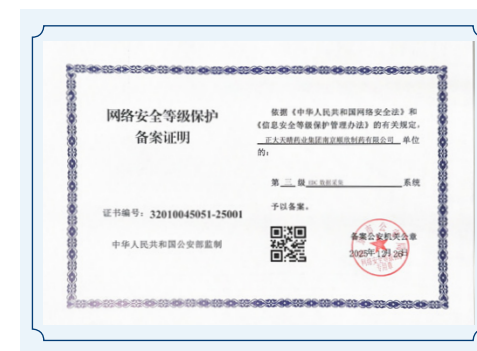 网络安全等级保护
备案证明
证书编号：32010045051-25001
中华人民共和国公安部监制
依据《中华人民共和国网络安全法》和
《信息安全等级保护管理办法》的有关规定，
正大天晴药业集团南京顺欣制药有限公司 单位
的：
第 三 级 系统
予以备案。
备案公安机关公章
2025年12月26日